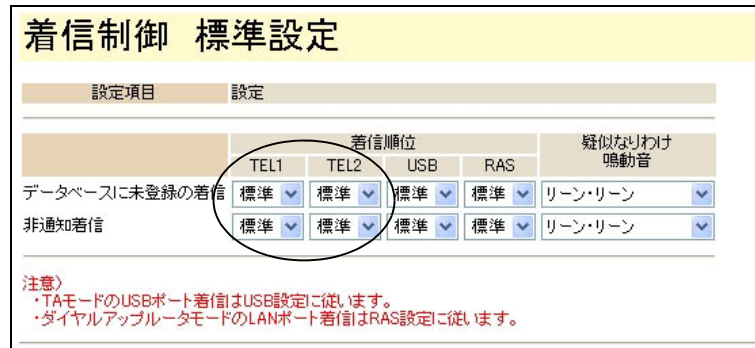 着信制御 標準設定
設定項目 設定
着信順位 疑似なりわけ
鳴動音
TEL1 TEL2 USB RAS
データベースに未登録の着信 標準 標準 標準 標準 リーン・リーン
非通知着信 標準 標準 標準 標準 リーン・リーン
注意)
・TAモードのUSBポート着信はUSB設定に従います。
・ダイヤルアップルータモードのLANポート着信はRAS設定に従います。